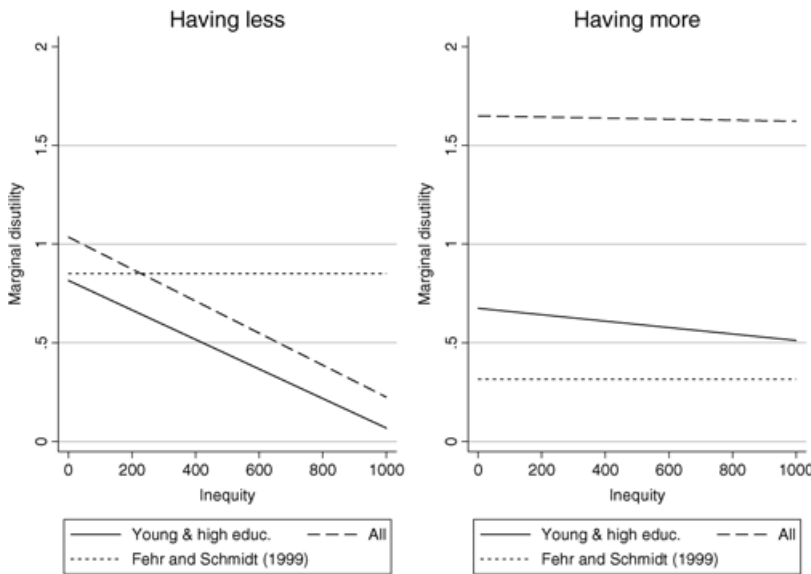 Having less
Having more
Marginal disutility
2
1.5
1
.5
0
0 200 400 600 800 1000
Inequity
Young & high educ.
All
Fehr and Schmidt (1999)
Marginal disutility
2
1.5
1
.5
0
0 200 400 600 800 1000
Inequity
Young & high educ.
All
Fehr and Schmidt (1999)